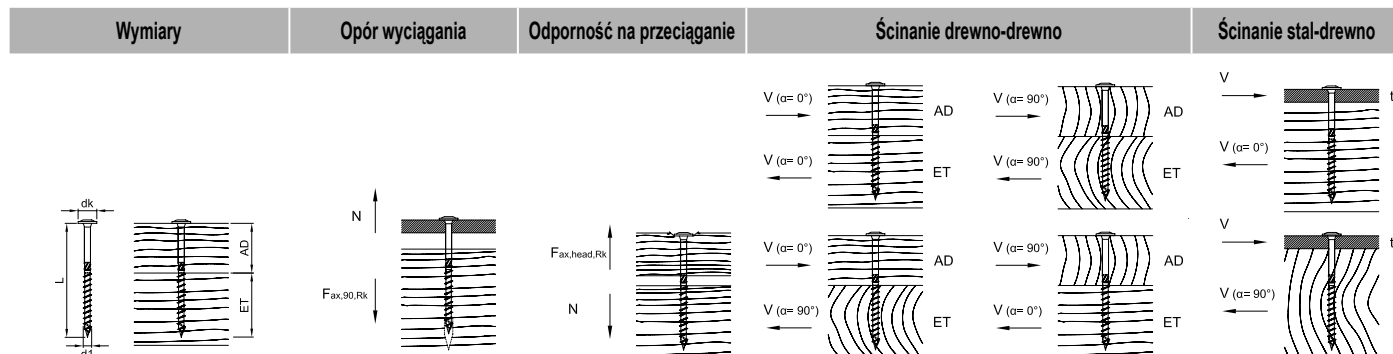 Wymiary
Opór wyciągania
Odporność na przeciąganie
Ścinanie drewno-drewno
Ścinanie stal-drewno
dk
L
d1
AD
ET
N
Fax,90,Rk
Fax,head,Rk
N
V (α= 0°)
AD
V (α= 0°)
ET
V (α= 90°)
AD
V (α= 90°)
ET
V (α= 0°)
AD
V (α= 90°)
ET
V (α= 90°)
AD
V (α= 0°)
ET
V
t
V (α= 0°)
V
t
V (α= 90°)